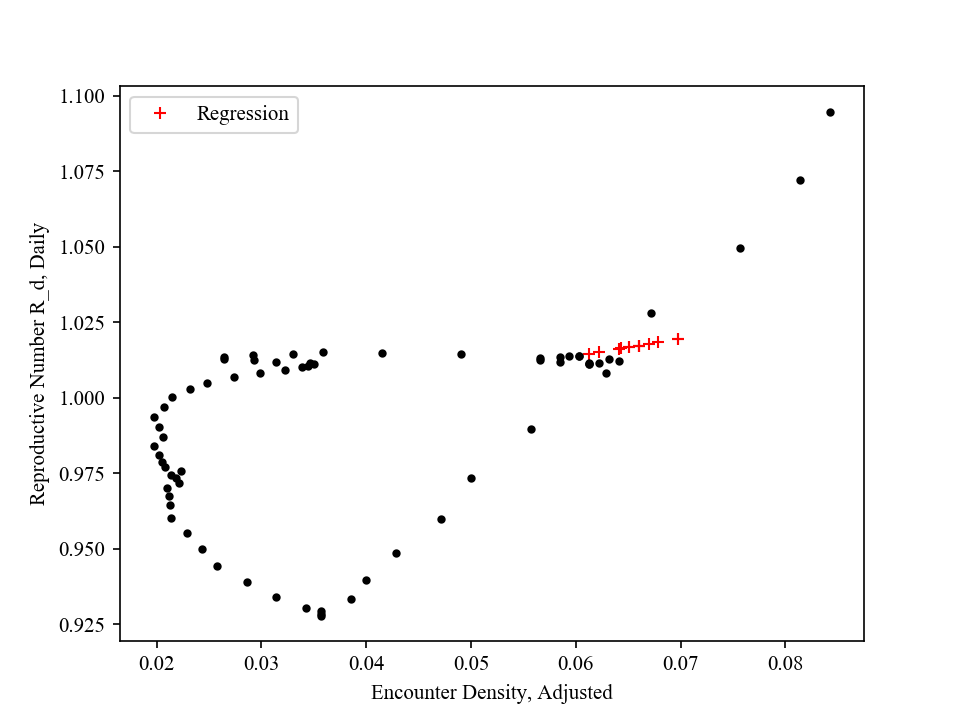 Regression
1.100
1.075
1.050
1.025
1.000
0.975
0.950
0.925
Reproductive Number R_d, Daily
0.02 0.03 0.04 0.05 0.06 0.07 0.08
Encounter Density, Adjusted